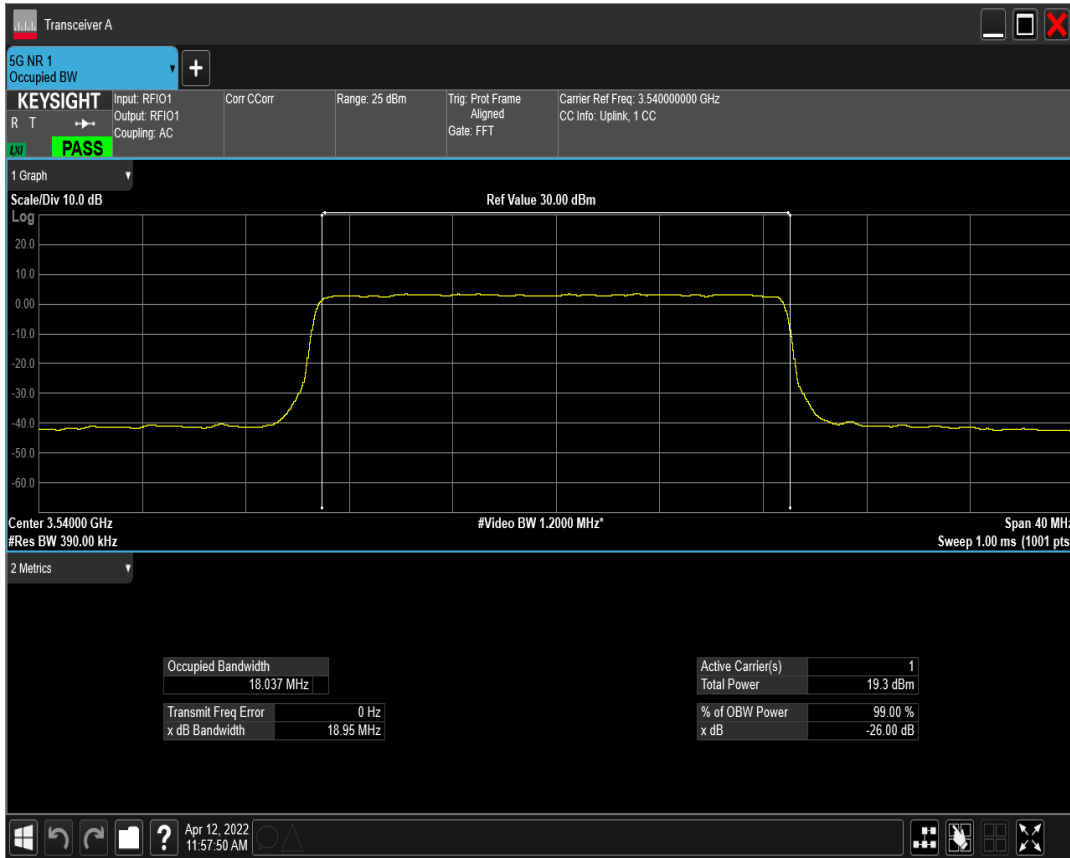 Transceiver A
5G NR 1
Occupied BW
KEYSIGHT
R T
LXI
PASS
Input: RFIO1
Output: RFIO1
Coupling: AC
Corr CCorr
Range: 25 dBm
Trig: Prot Frame
Aligned
Gate: FFT
Carrier Ref Freq: 3.540000000 GHz
CC Info: Uplink, 1 CC
1 Graph
Scale/Div 10.0 dB
Ref Value 30.00 dBm
Log
20.0
10.0
0.00
-10.0
-20.0
-30.0
-40.0
-50.0
-60.0
Center 3.54000 GHz
#Video BW 1.2000 MHz*
Span 40 MHz
#Res BW 390.00 kHz
Sweep 1.00 ms (1001 pts
2 Metrics
Occupied Bandwidth
18.037 MHz
Transmit Freq Error 0 Hz
x dB Bandwidth 18.95 MHz
Active Carrier(s) 1
Total Power 19.3 dBm
% of OBW Power 99.00 %
x dB -26.00 dB
Apr 12, 2022
11:57:50 AM